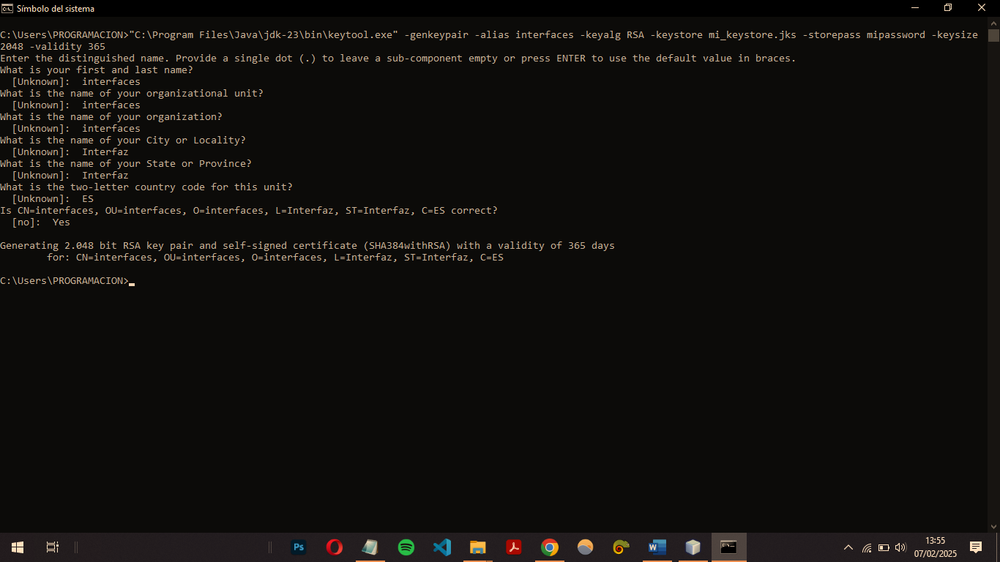 Símbolo del sistema
C:\Users\PROGRAMACION>"C:\Program Files\Java\jdk-23\bin\keytool.exe" -genkeypair -alias interfaces -keyalg RSA -keystore mi_keystore.jks -storepass mipassword -keysize
2048 -validity 365
Enter the distinguished name. Provide a single dot (.) to leave a sub-component empty or press ENTER to use the default value in braces.
What is your first and last name?
  [Unknown]:  interfaces
What is the name of your organizational unit?
  [Unknown]:  interfaces
What is the name of your organization?
  [Unknown]:  interfaces
What is the name of your City or Locality?
  [Unknown]:  Interfaz
What is the name of your State or Province?
  [Unknown]:  Interfaz
What is the two-letter country code for this unit?
  [Unknown]:  ES
Is CN=interfaces, OU=interfaces, O=interfaces, L=Interfaz, ST=Interfaz, C=ES correct?
  [no]:  Yes
Generating 2.048 bit RSA key pair and self-signed certificate (SHA384withRSA) with a validity of 365 days
        for: CN=interfaces, OU=interfaces, O=interfaces, L=Interfaz, ST=Interfaz, C=ES
C:\Users\PROGRAMACION>
Ps
W
13:55
07/02/2025